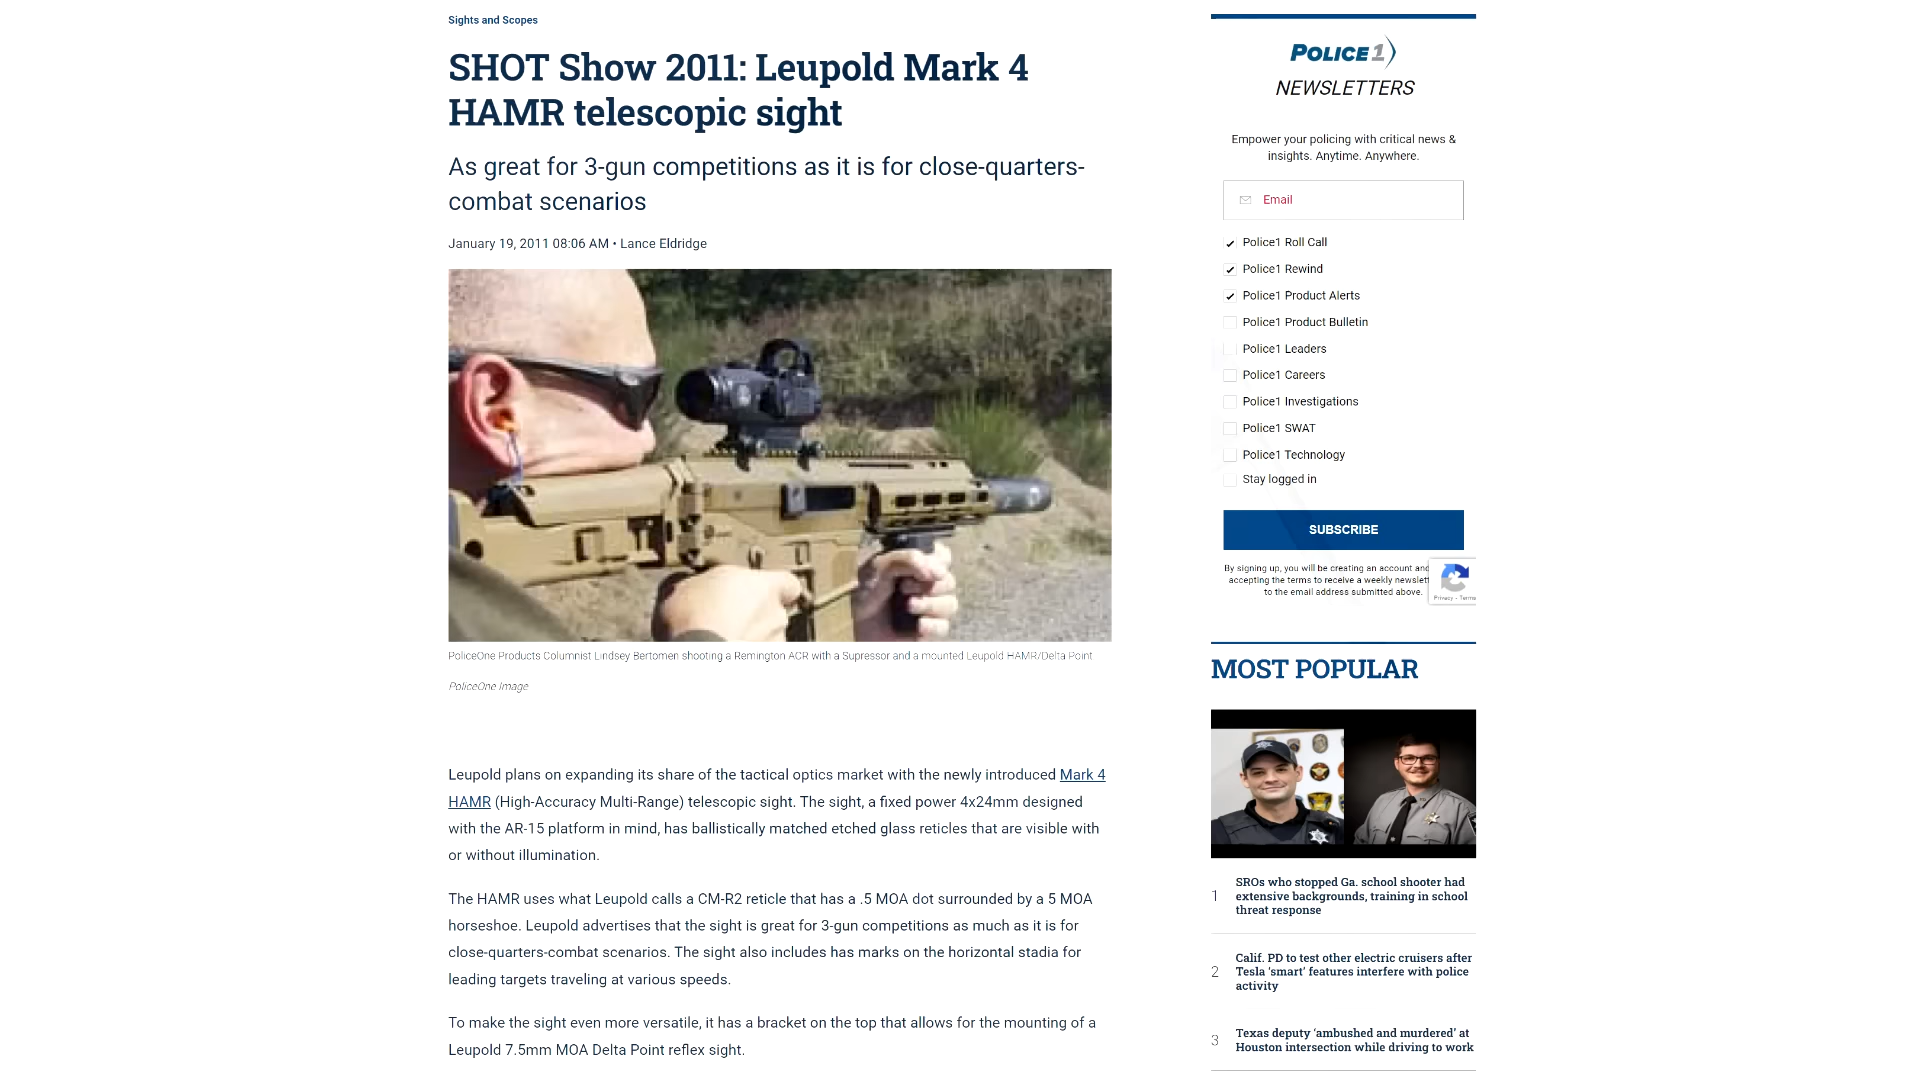 Sights and Scopes
SHOT Show 2011: Leupold Mark 4
HAMR telescopic sight
As great for 3-gun competitions as it is for close-quarters-
combat scenarios
January 19, 2011 08:06 AM • Lance Eldridge
PoliceOne Products Columnist Lindsey Bertomen shooting a Remington ACR with a Supressor and a mounted Leupold HAMR/Delta Point
PoliceOne Image
Leupold plans on expanding its share of the tactical optics market with the newly introduced Mark 4
HAMR (High-Accuracy Multi-Range) telescopic sight. The sight, a fixed power 4x24mm designed
with the AR-15 platform in mind, has ballistically matched etched glass reticles that are visible with
or without illumination.
The HAMR uses what Leupold calls a CM-R2 reticle that has a .5 MOA dot surrounded by a 5 MOA
horseshoe. Leupold advertises that the sight is great for 3-gun competitions as much as it is for
close-quarters-combat scenarios. The sight also includes has marks on the horizontal stadia for
leading targets traveling at various speeds.
To make the sight even more versatile, it has a bracket on the top that allows for the mounting of a
Leupold 7.5mm MOA Delta Point reflex sight.
POLICE1
NEWSLETTERS
Empower your policing with critical news &
insights. Anytime. Anywhere.
Email
Police1 Roll Call
Police1 Rewind
Police1 Product Alerts
Police1 Product Bulletin
Police1 Leaders
Police1 Careers
Police1 Investigations
Police1 SWAT
Police1 Technology
Stay logged in
SUBSCRIBE
By signing up, you will be creating an account and
accepting the terms to receive a weekly newslett
to the email address submitted above.
Privacy - Terms
MOST POPULAR
1
SROs who stopped Ga. school shooter had
extensive backgrounds, training in school
threat response
2
Calif. PD to test other electric cruisers after
Tesla ‘smart’ features interfere with police
activity
3
Texas deputy ‘ambushed and murdered’ at
Houston intersection while driving to work